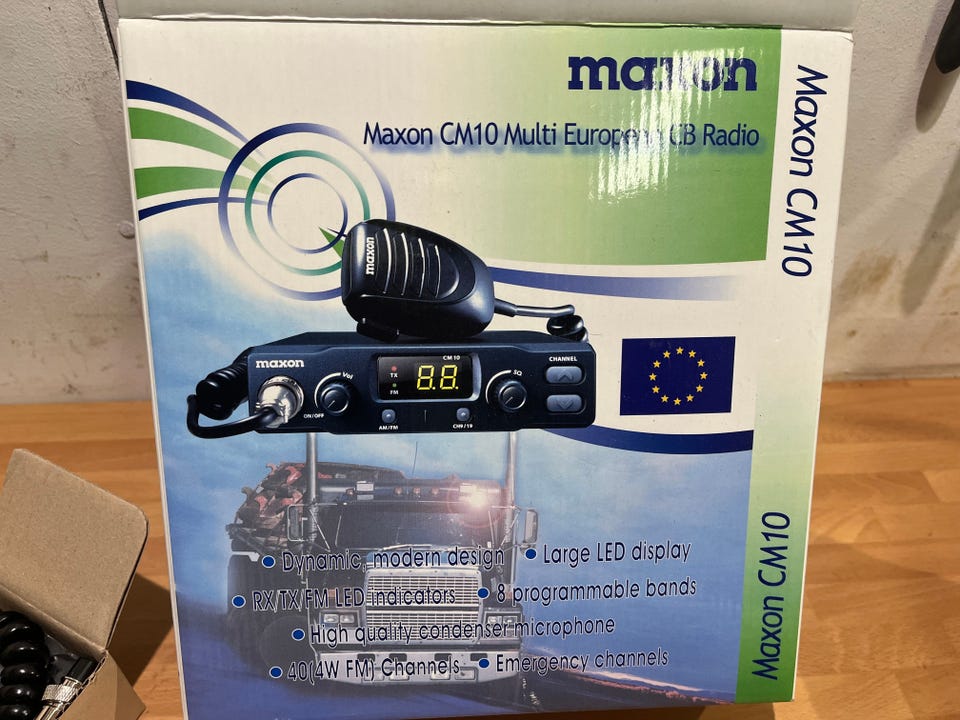 maxon
Maxon CM10 Multi European CB Radio
Maxon CM10
maxon
maxon
CM 10
TX
FM
88.
Vol
ON/OFF
AM/FM
CH9/19
SQ
CHANNEL
Dynamic, modern design
Large LED display
RX/TX/FM LED indicators
8 programmable bands
High quality condenser microphone
40(4W FM) Channels
Emergency channels
Maxon CM10